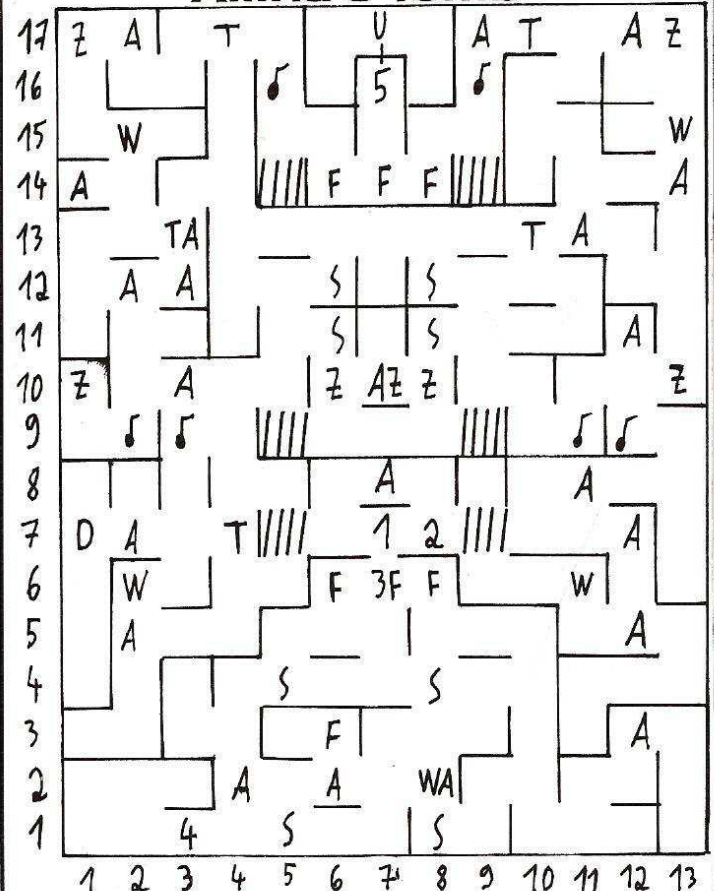 17 Z A T U A T A Z
16 5
15 W W
14 A F F F A
13 TA T A
12 A A S S
11 S S A
10 Z A Z AZ Z Z
9
8 A A
7 D A T 1 2 A
6 W F 3F F W
5 A A
4 S S
3 F A
2 A A WA
1 4 S S
1 2 3 4 5 6 7 8 9 10 11 12 13